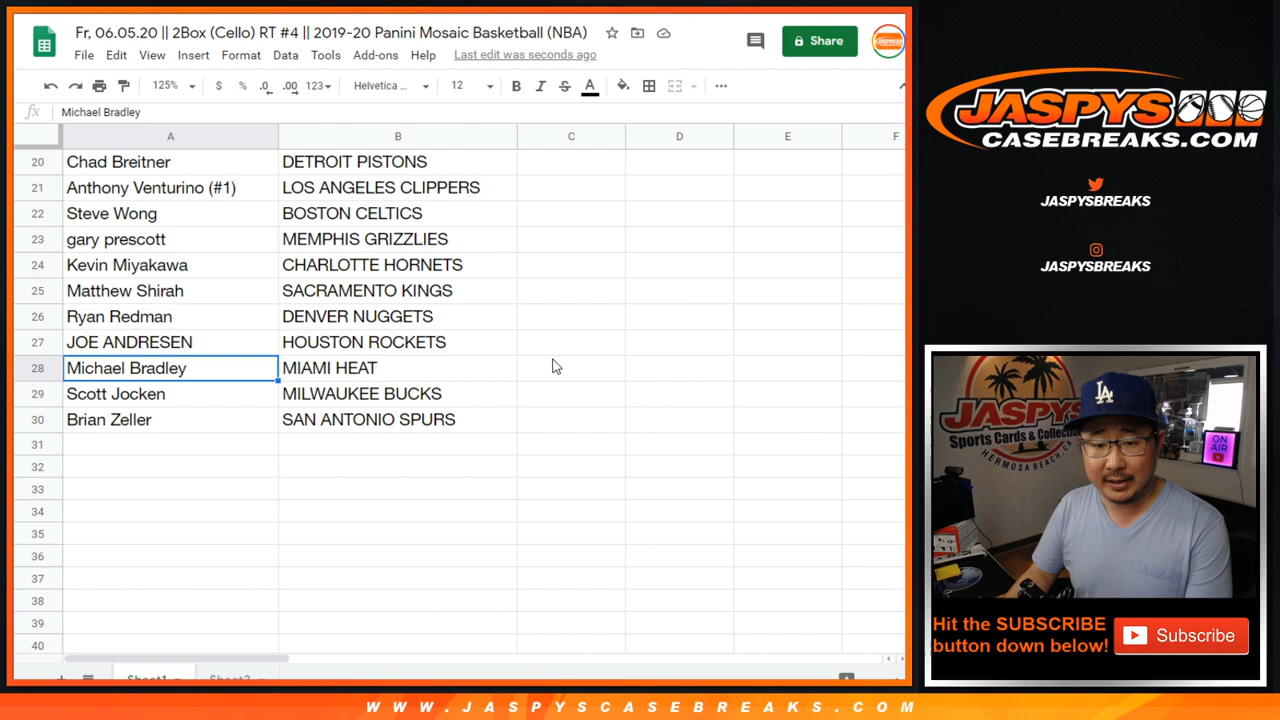 Fr, 06.05.20 || 2Box (Cello) RT #4 || 2019-20 Panini Mosaic Basketball (NBA)
File Edit View Insert Format Data Tools Add-ons Help Last edit was seconds ago
Share
125% $ % .0 .00 123 Helvetica ... 12 B I S A
fx Michael Bradley
A B C D E F
20 Chad Breitner DETROIT PISTONS
21 Anthony Venturino (#1) LOS ANGELES CLIPPERS
22 Steve Wong BOSTON CELTICS
23 gary prescott MEMPHIS GRIZZLIES
24 Kevin Miyakawa CHARLOTTE HORNETS
25 Matthew Shirah SACRAMENTO KINGS
26 Ryan Redman DENVER NUGGETS
27 JOE ANDRESEN HOUSTON ROCKETS
28 Michael Bradley MIAMI HEAT
29 Scott Jocken MILWAUKEE BUCKS
30 Brian Zeller SAN ANTONIO SPURS
31
32
33
34
35
36
37
38
39
40
Sheet1 Sheet2
JASPYS
CASEBREAKS.COM
JASPYSBREAKS
JASPYSBREAKS
JASPYS
Sports Cards & Collectibles
HERMOSA BEACH, CA
LA
ON AIR
Hit the SUBSCRIBE
button down below!
Subscribe
WWW.JASPYSCASEBREAKS.COM